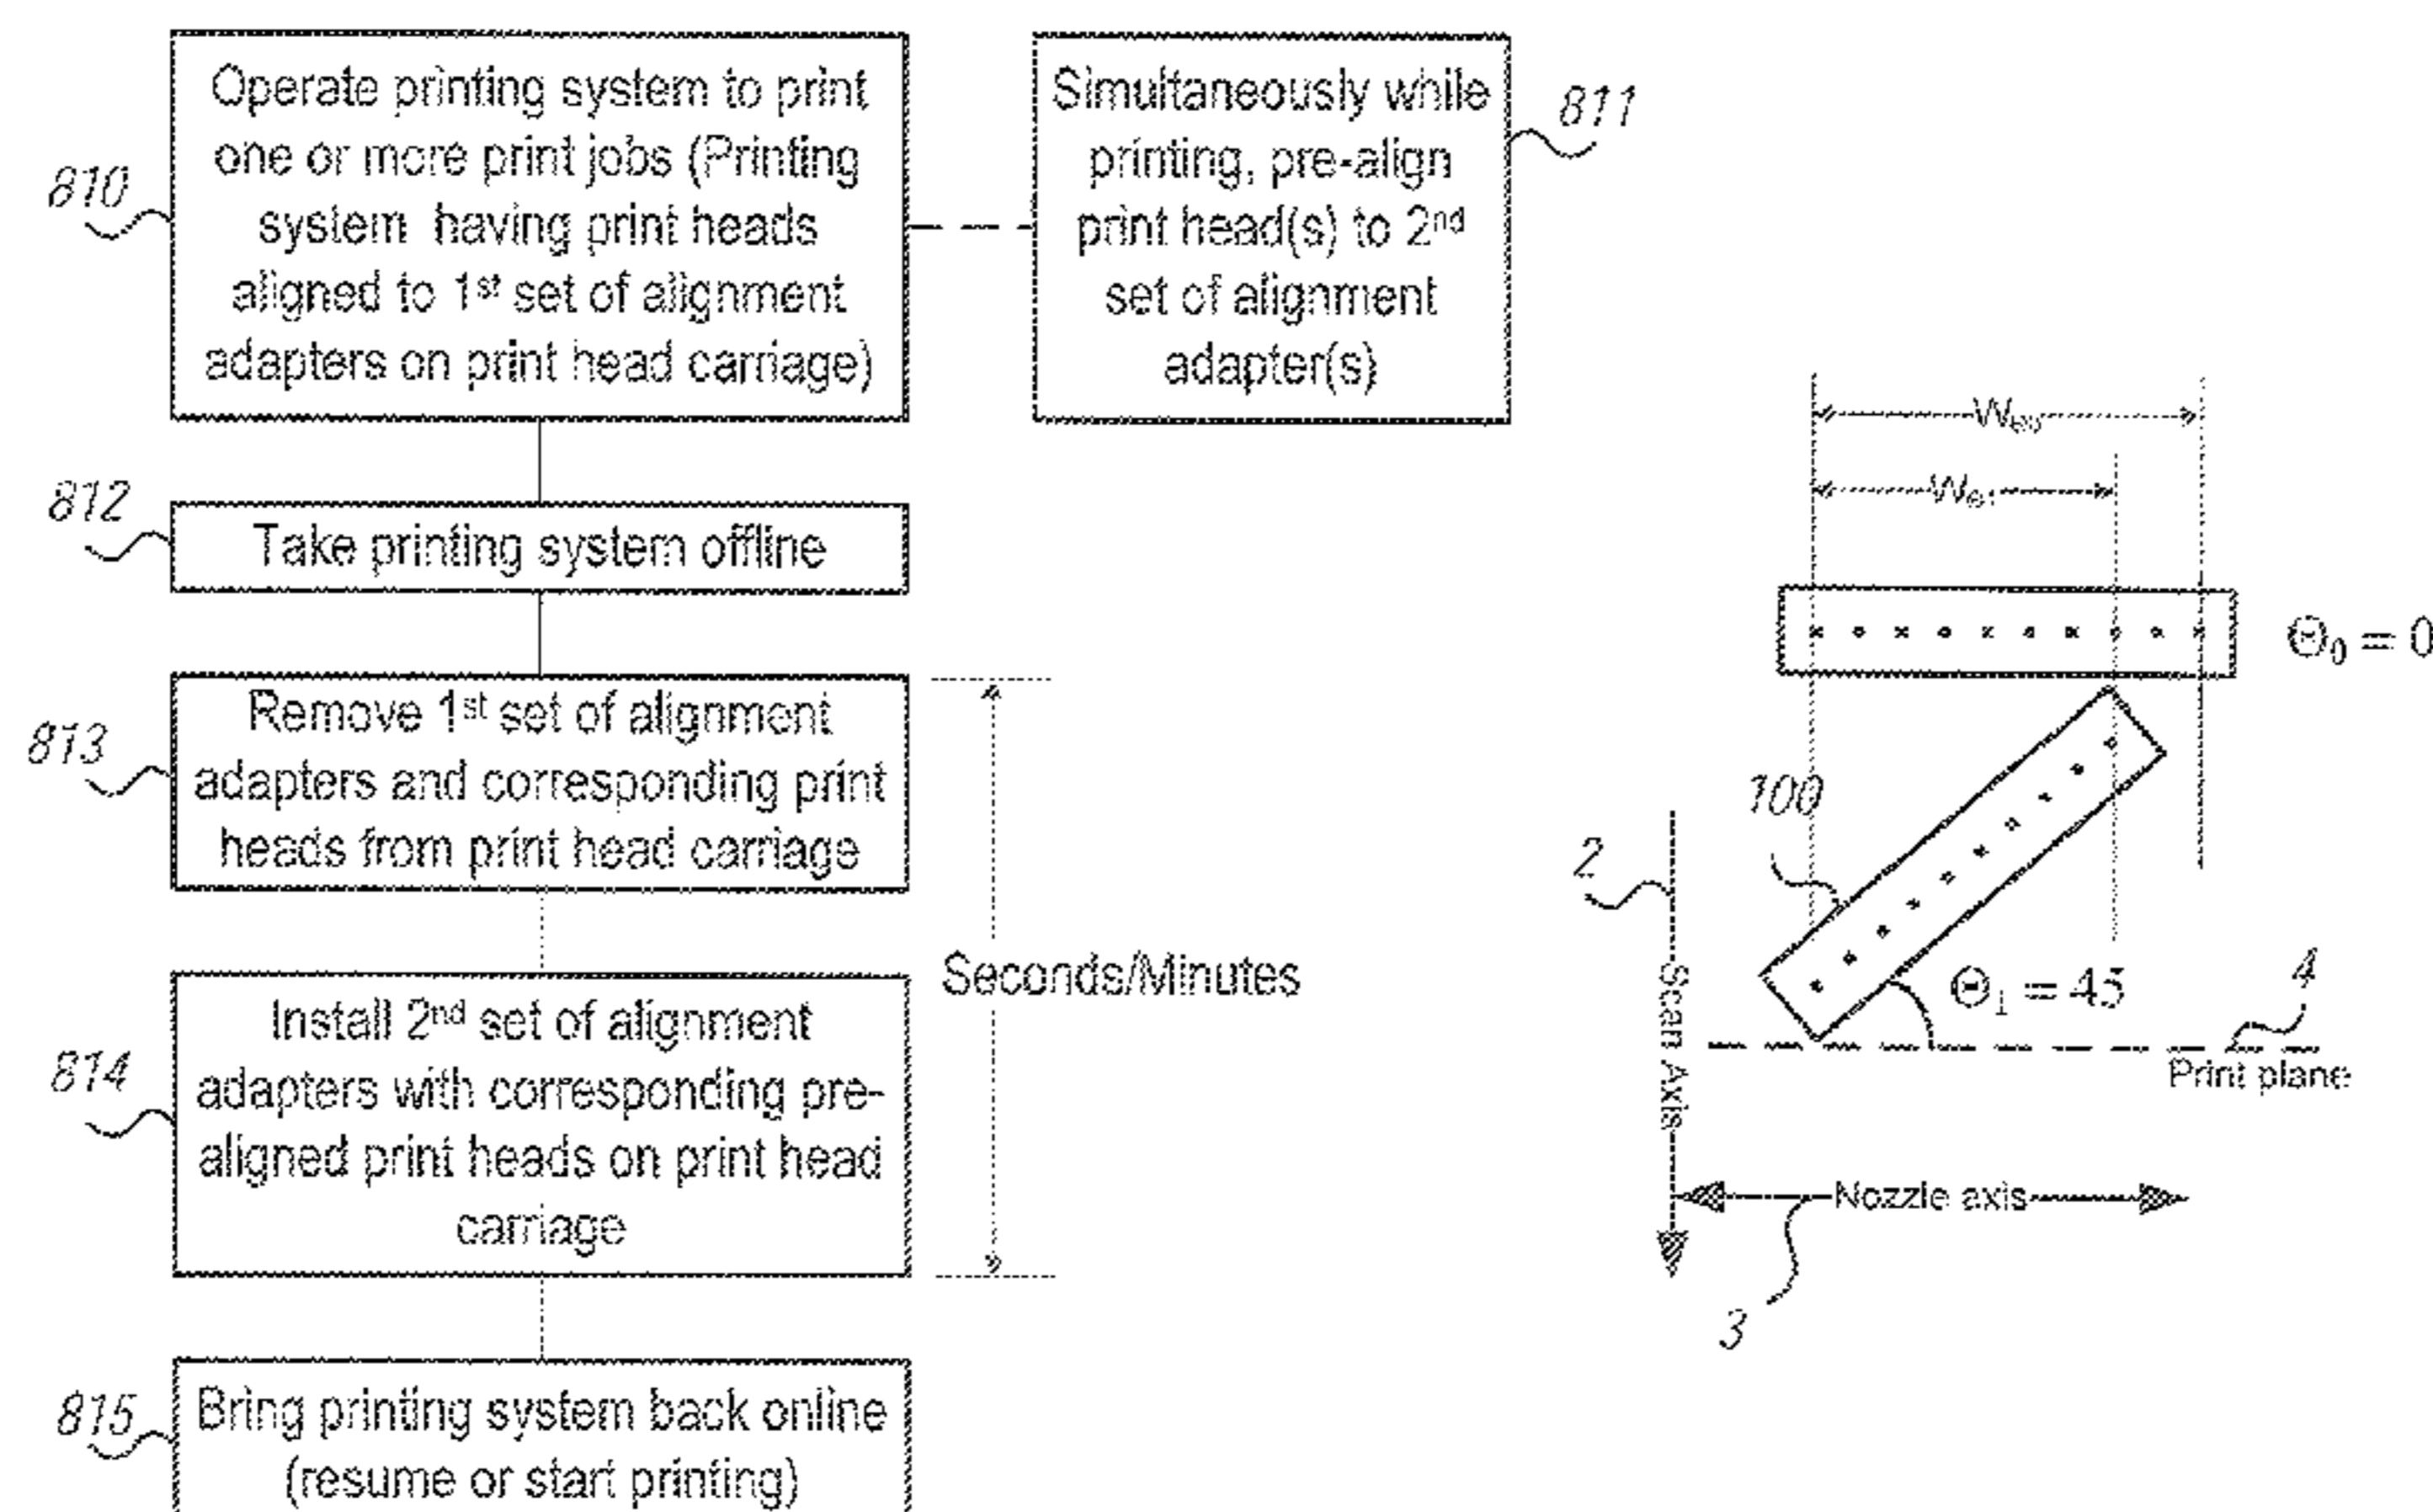 810
Operate printing system to print
one or more print jobs (Printing
system having print heads
aligned to 1st set of alignment
adapters on print head carriage)
Simultaneously while
printing, pre-align
print head(s) to 2nd
set of alignment
adapter(s)
811
812
Take printing system offline
813
Remove 1st set of alignment
adapters and corresponding print
heads from print head carriage
Seconds/Minutes
814
Install 2nd set of alignment
adapters with corresponding pre-
aligned print heads on print head
carriage
815
Bring printing system back online
(resume or start printing)
WΘ0
WΘ1
Θ0 = 0
100
2
Scan Axis
Θ1 = 45
4
Print plane
Nozzle axis
3